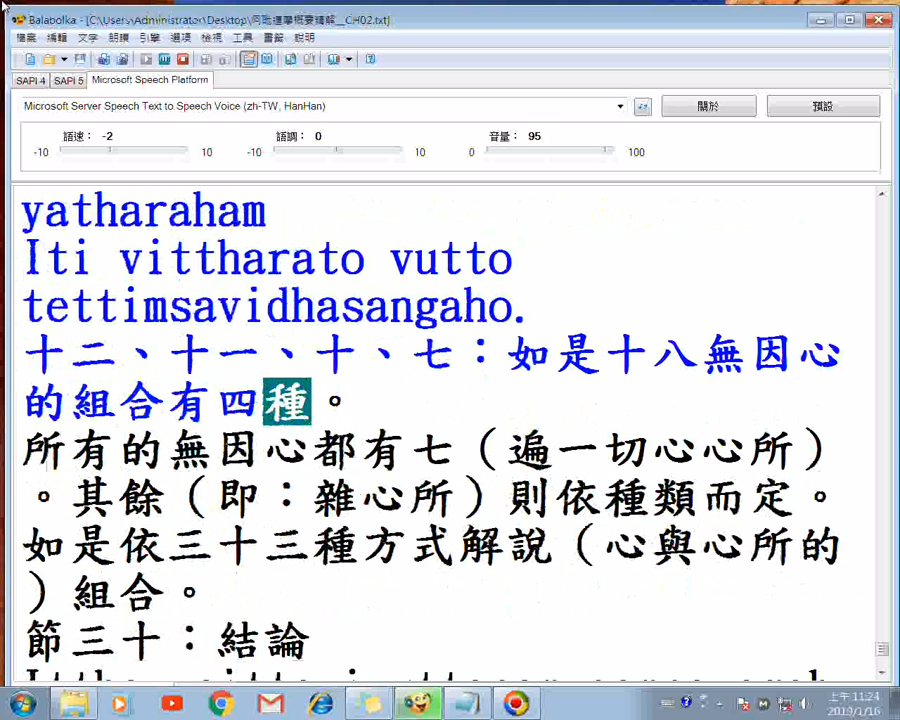 Balabolka - [C:\Users\Administrator\Desktop\阿毗達摩概要精解__CH02.txt]
檔案 編輯 文字 朗讀 引擎 選項 檢視 工具 書籤 說明
SAPI 4 SAPI 5 Microsoft Speech Platform
Microsoft Server Speech Text to Speech Voice (zh-TW, HanHan) 關於 預設
語速： -2 語調： 0 音量： 95
-10 10 -10 10 0 100
yatharaham
Iti vittharato vutto
tettimsavidhasangaho.
十二、十一、十、七：如是十八無因心
的組合有四種。
所有的無因心都有七（遍一切心心所）
。其餘（即：雜心所）則依種類而定。
如是依三十三種方式解說（心與心所的
）組合。
節三十：結論
上午 11:24
2019/1/16